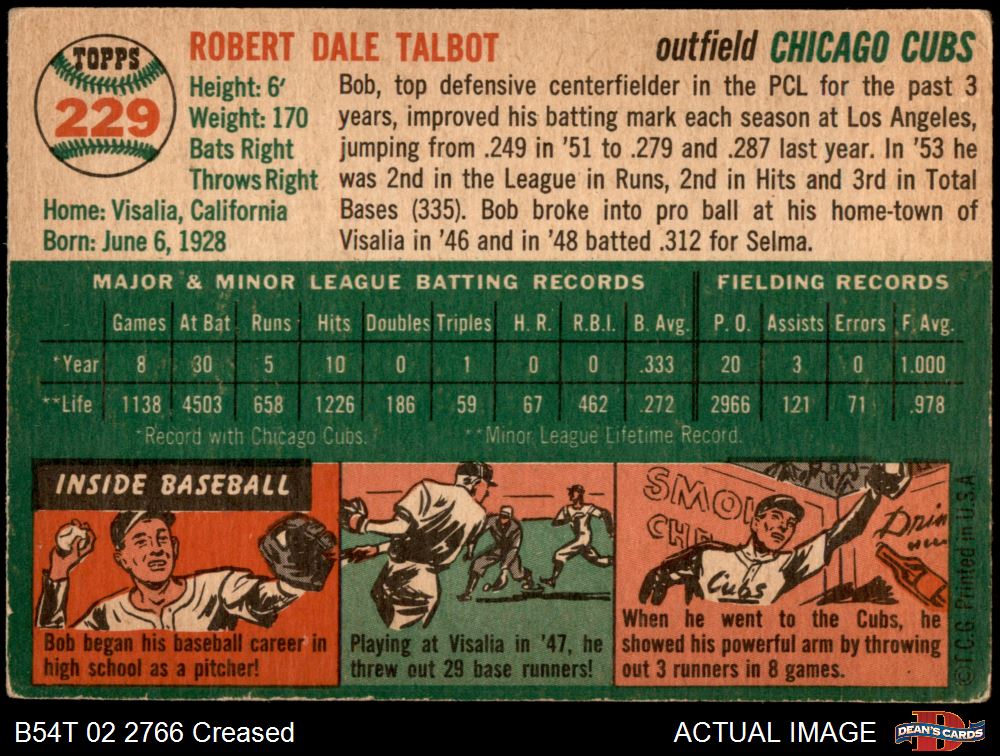 TOPPS
229
ROBERT DALE TALBOT
outfield CHICAGO CUBS
Height: 6'
Weight: 170
Bats Right
Throws Right
Home: Visalia, California
Born: June 6, 1928
Bob, top defensive centerfielder in the PCL for the past 3
years, improved his batting mark each season at Los Angeles,
jumping from .249 in '51 to .279 and .287 last year. In '53 he
was 2nd in the League in Runs, 2nd in Hits and 3rd in Total
Bases (335). Bob broke into pro ball at his home-town of
Visalia in '46 and in '48 batted .312 for Selma.
MAJOR & MINOR LEAGUE BATTING RECORDS FIELDING RECORDS
Games At Bat Runs Hits Doubles Triples H. R. R.B.I. B. Avg. P. O. Assists Errors F. Avg.
*Year 8 30 5 10 0 1 0 0 .333 20 3 0 1.000
**Life 1138 4503 658 1226 186 59 67 462 .272 2966 121 71 .978
*Record with Chicago Cubs. **Minor League Lifetime Record.
INSIDE BASEBALL
Bob began his baseball career in
high school as a pitcher!
Playing at Visalia in '47, he
threw out 29 base runners!
SMO
CHE
Drin
Cubs
When he went to the Cubs, he
showed his powerful arm by throwing
out 3 runners in 8 games.
© T.C.G. Printed in U.S.A
B54T 02 2766 Creased
ACTUAL IMAGE
D
DEAN'S CARDS